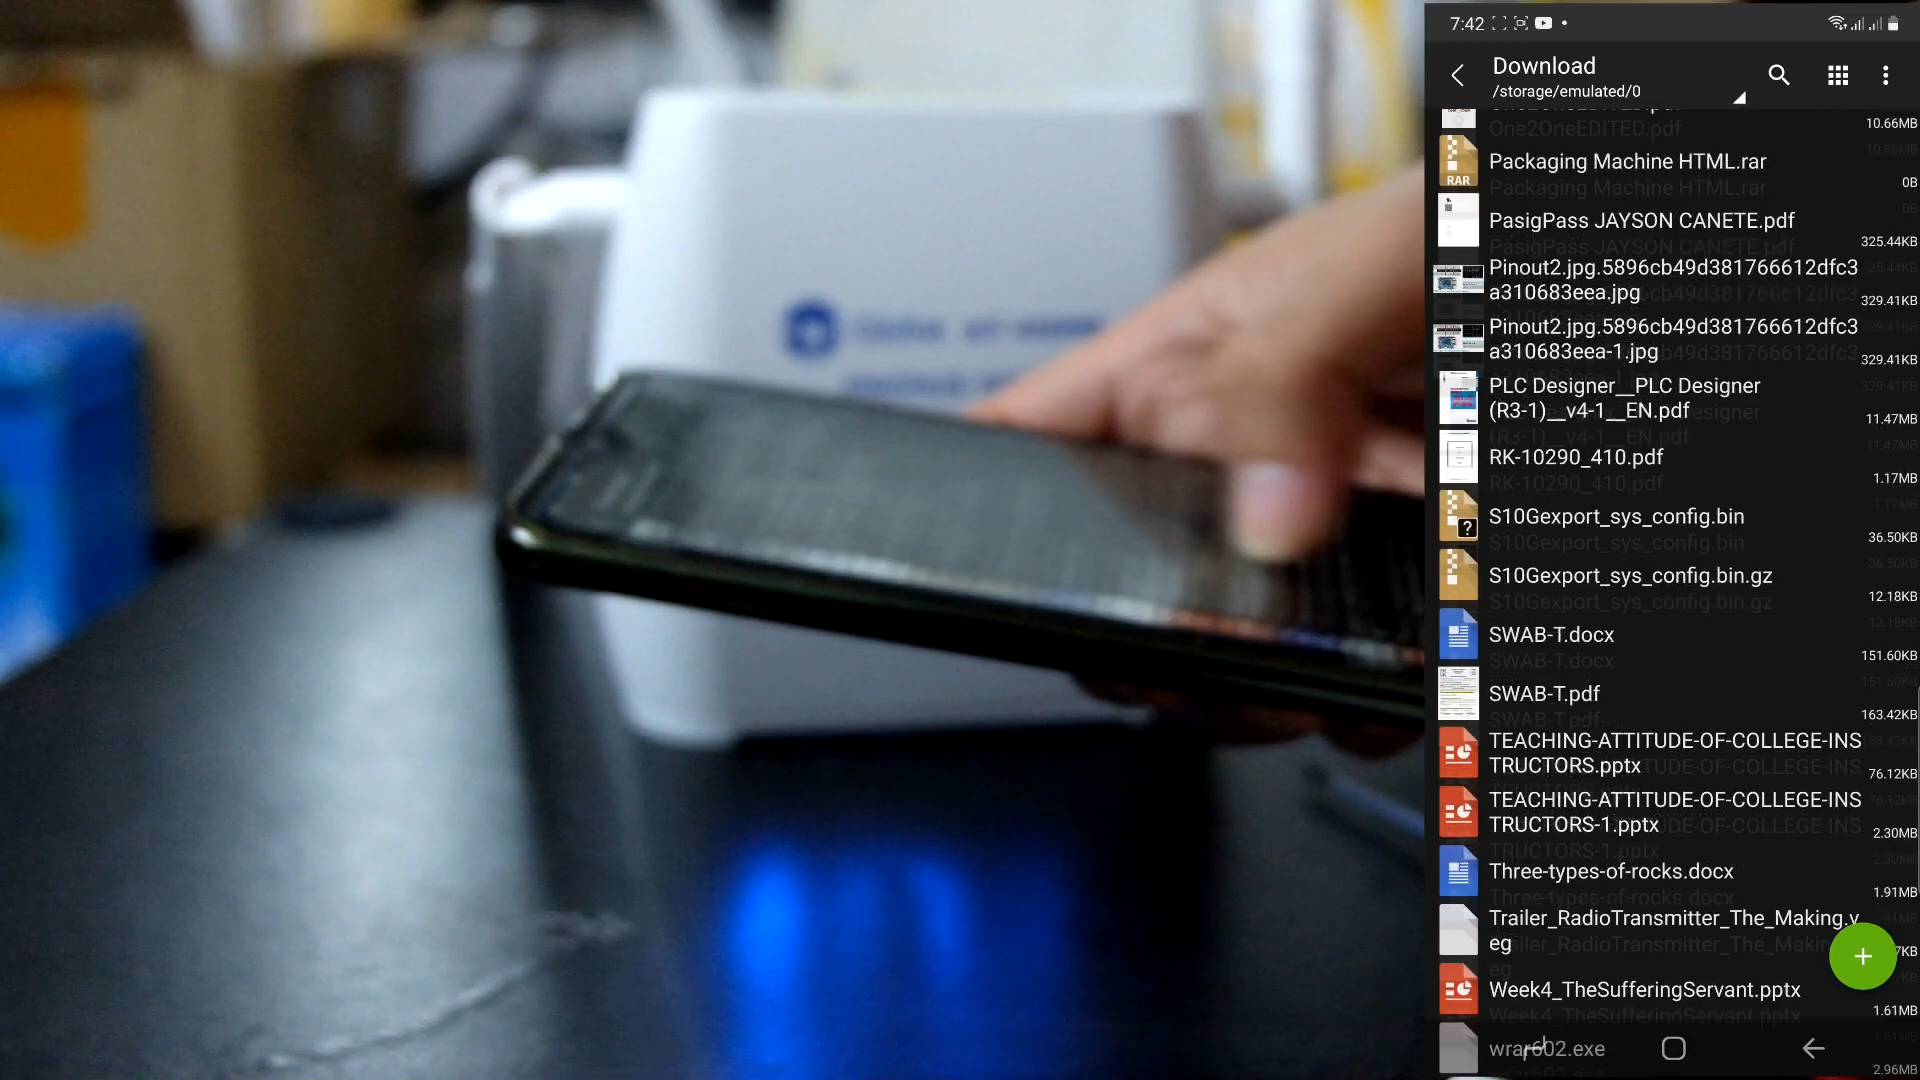 7:42
Download
/storage/emulated/0
One2OneEDITED.pdf
10.66MB
Packaging Machine HTML.rar
RAR
0B
PasigPass JAYSON CANETE.pdf
325.44KB
Pinout2.jpg.5896cb49d381766612dfc3
a310683eea.jpg
329.41KB
Pinout2.jpg.5896cb49d381766612dfc3
a310683eea-1.jpg
329.41KB
PLC Designer__PLC Designer
(R3-1)__v4-1__EN.pdf
11.47MB
RK-10290_410.pdf
1.17MB
S10Gexport_sys_config.bin
?
36.50KB
S10Gexport_sys_config.bin.gz
12.18KB
SWAB-T.docx
151.60KB
SWAB-T.pdf
163.42KB
TEACHING-ATTITUDE-OF-COLLEGE-INS
TRUCTORS.pptx
76.12KB
TEACHING-ATTITUDE-OF-COLLEGE-INS
TRUCTORS-1.pptx
2.30MB
Three-types-of-rocks.docx
1.91MB
Trailer_RadioTransmitter_The_Making.v
eg
Week4_TheSufferingServant.pptx
1.61MB
wrar602.exe
2.96MB